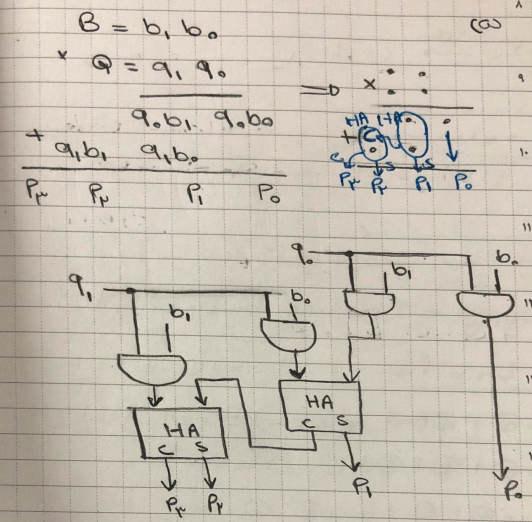 (a)
B = b₁ b₀
× Q = q₁ q₀
⇒ ×
q₀b₁ q₀b₀
+ q₁b₁ q₁b₀
P₃ P₂ P₁ P₀
HA HA
+ C
C S S
P₃ P₂ P₁ P₀
q₀ b₁ b₀
q₁ b₁ b₀
HA
C S
HA
C S
P₃ P₂ P₁ P₀